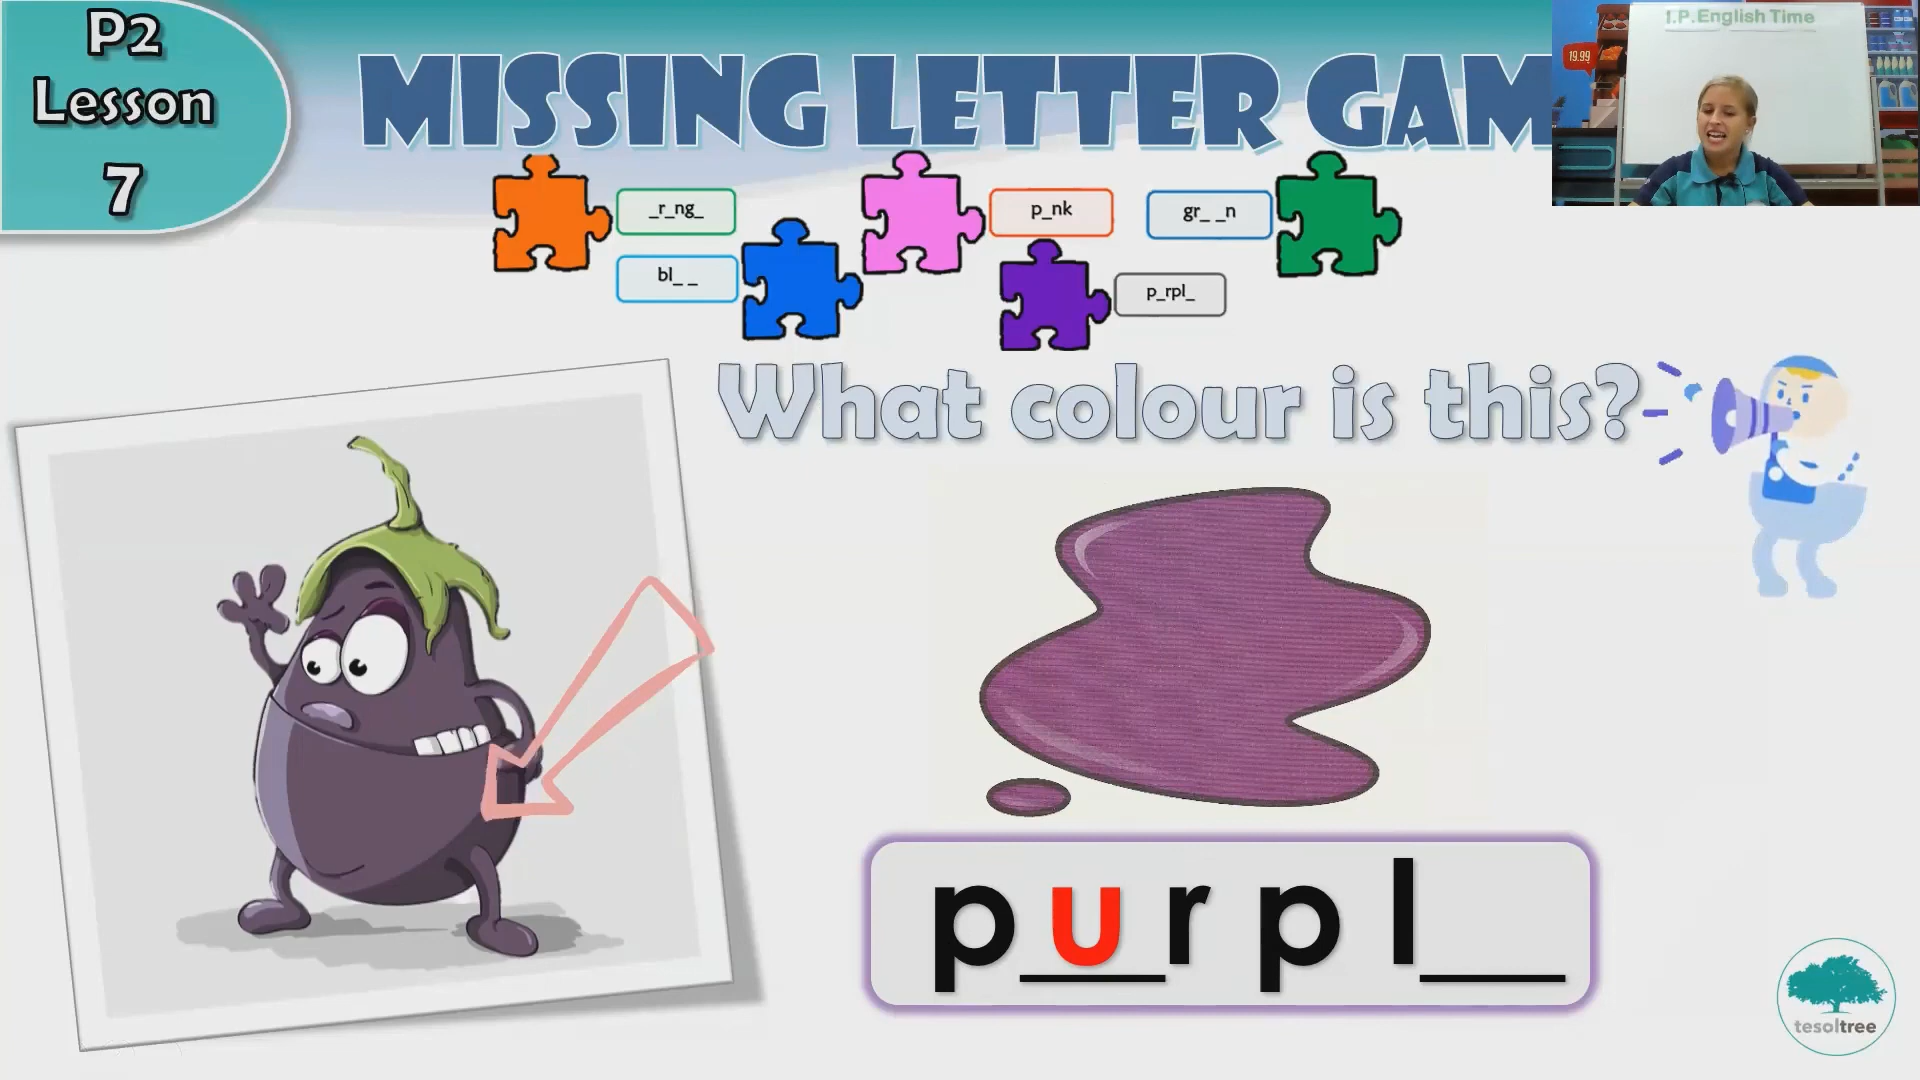 P2
Lesson
7
MISSING LETTER GAM
I.P.English Time
19.99
_r_ng_
p_nk
gr_ _n
bl_ _
p_rpl_
What colour is this?
p u r p l __
tesoltree